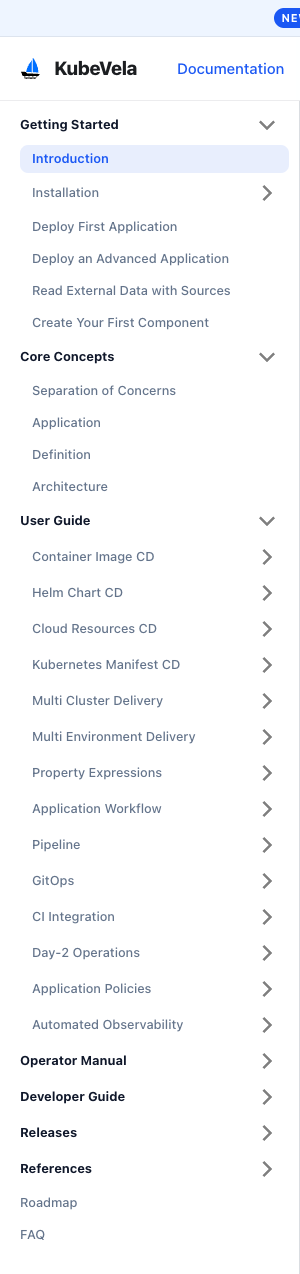 KubeVela
Documentation
Getting Started
Introduction
Installation
Deploy First Application
Deploy an Advanced Application
Read External Data with Sources
Create Your First Component
Core Concepts
Separation of Concerns
Application
Definition
Architecture
User Guide
Container Image CD
Helm Chart CD
Cloud Resources CD
Kubernetes Manifest CD
Multi Cluster Delivery
Multi Environment Delivery
Property Expressions
Application Workflow
Pipeline
GitOps
CI Integration
Day-2 Operations
Application Policies
Automated Observability
Operator Manual
Developer Guide
Releases
References
Roadmap
FAQ